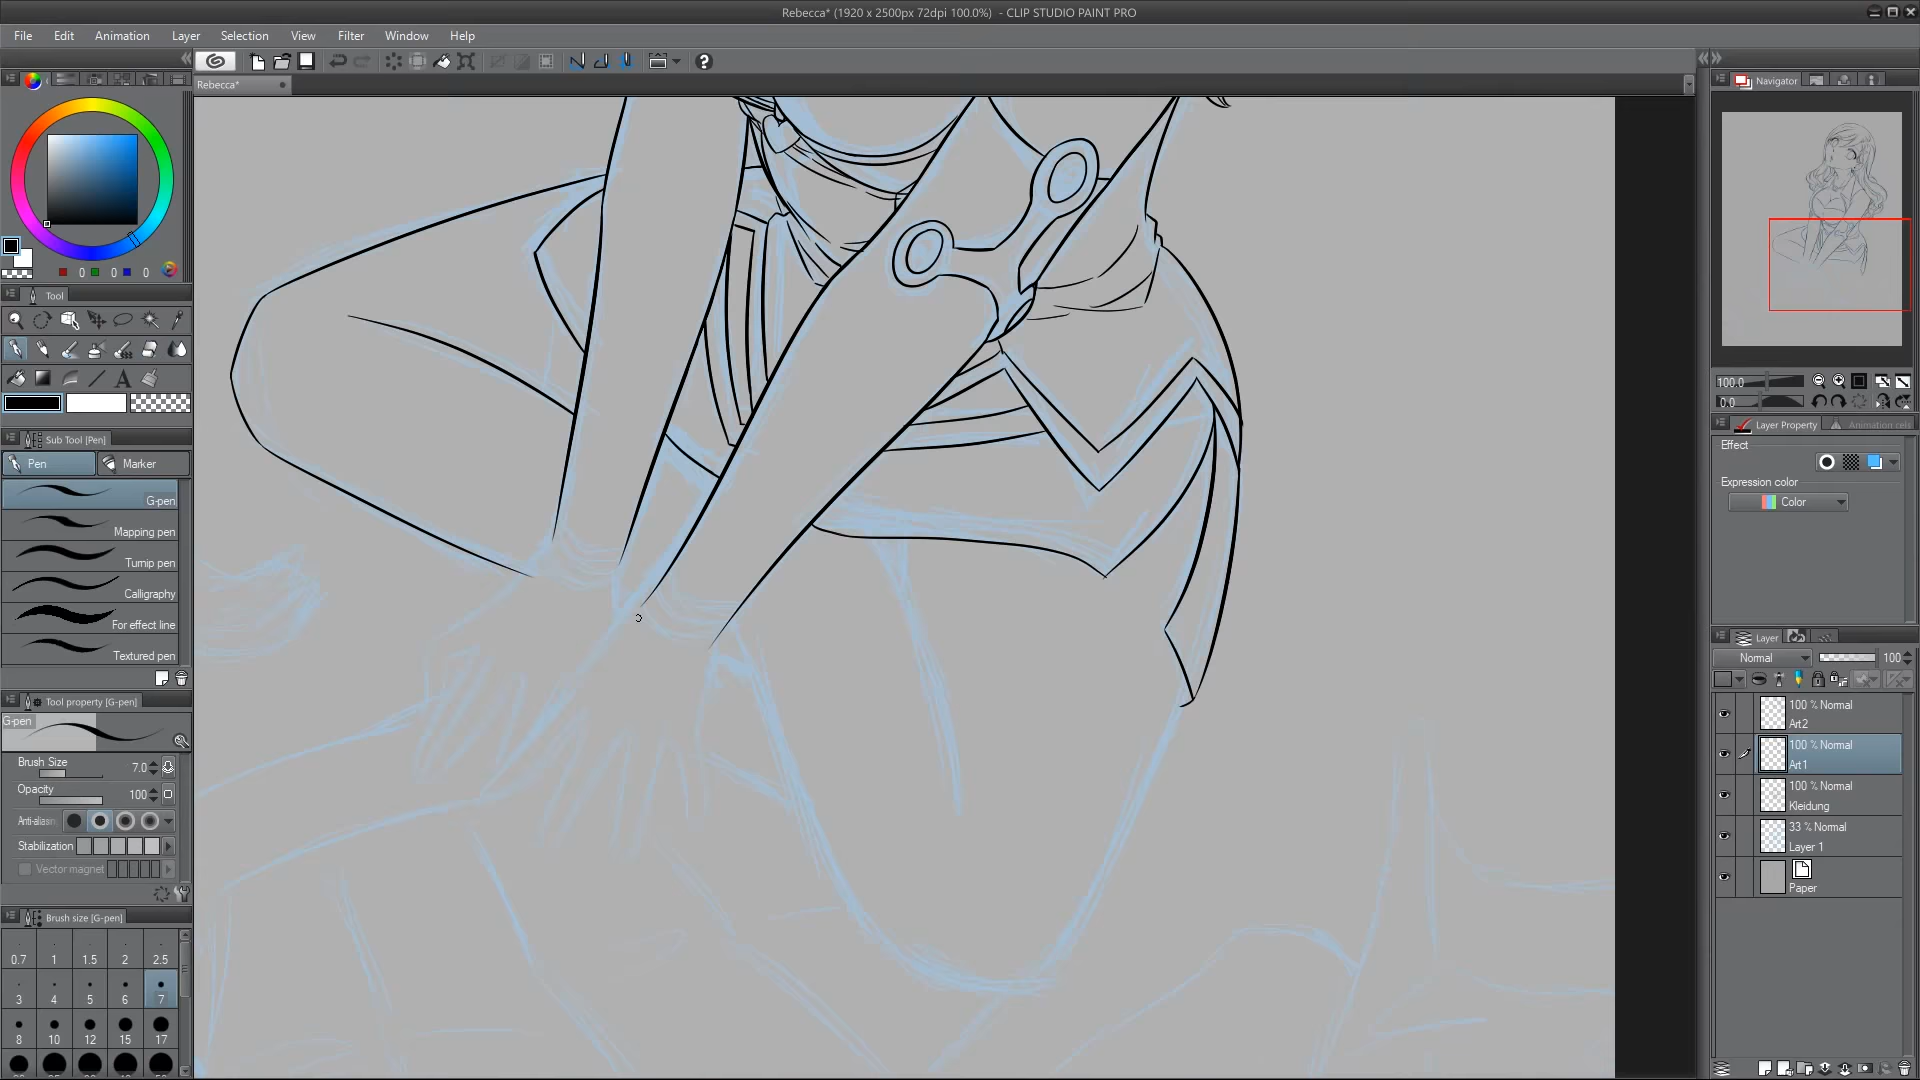 Rebecca* (1920 x 2500px 72dpi 100.0%) - CLIP STUDIO PAINT PRO
File Edit Animation Layer Selection View Filter Window Help
Rebecca*
Navigator
0 0 0
Tool
100.0
0.0
Layer Property Animation cels
Effect
Expression color
Color
Sub Tool [Pen]
Pen Marker
G-pen
Mapping pen
Turnip pen
Calligraphy
For effect line
Textured pen
Tool property [G-pen]
G-pen
Brush Size 7.0
Opacity 100
Anti-aliasin
Stabilization
Vector magnet
Brush size [G-pen]
0.7 1 1.5 2 2.5
3 4 5 6 7
8 10 12 15 17
Layer
Normal 100
100 % Normal
Art2
100 % Normal
Art1
100 % Normal
Kleidung
33 % Normal
Layer 1
Paper